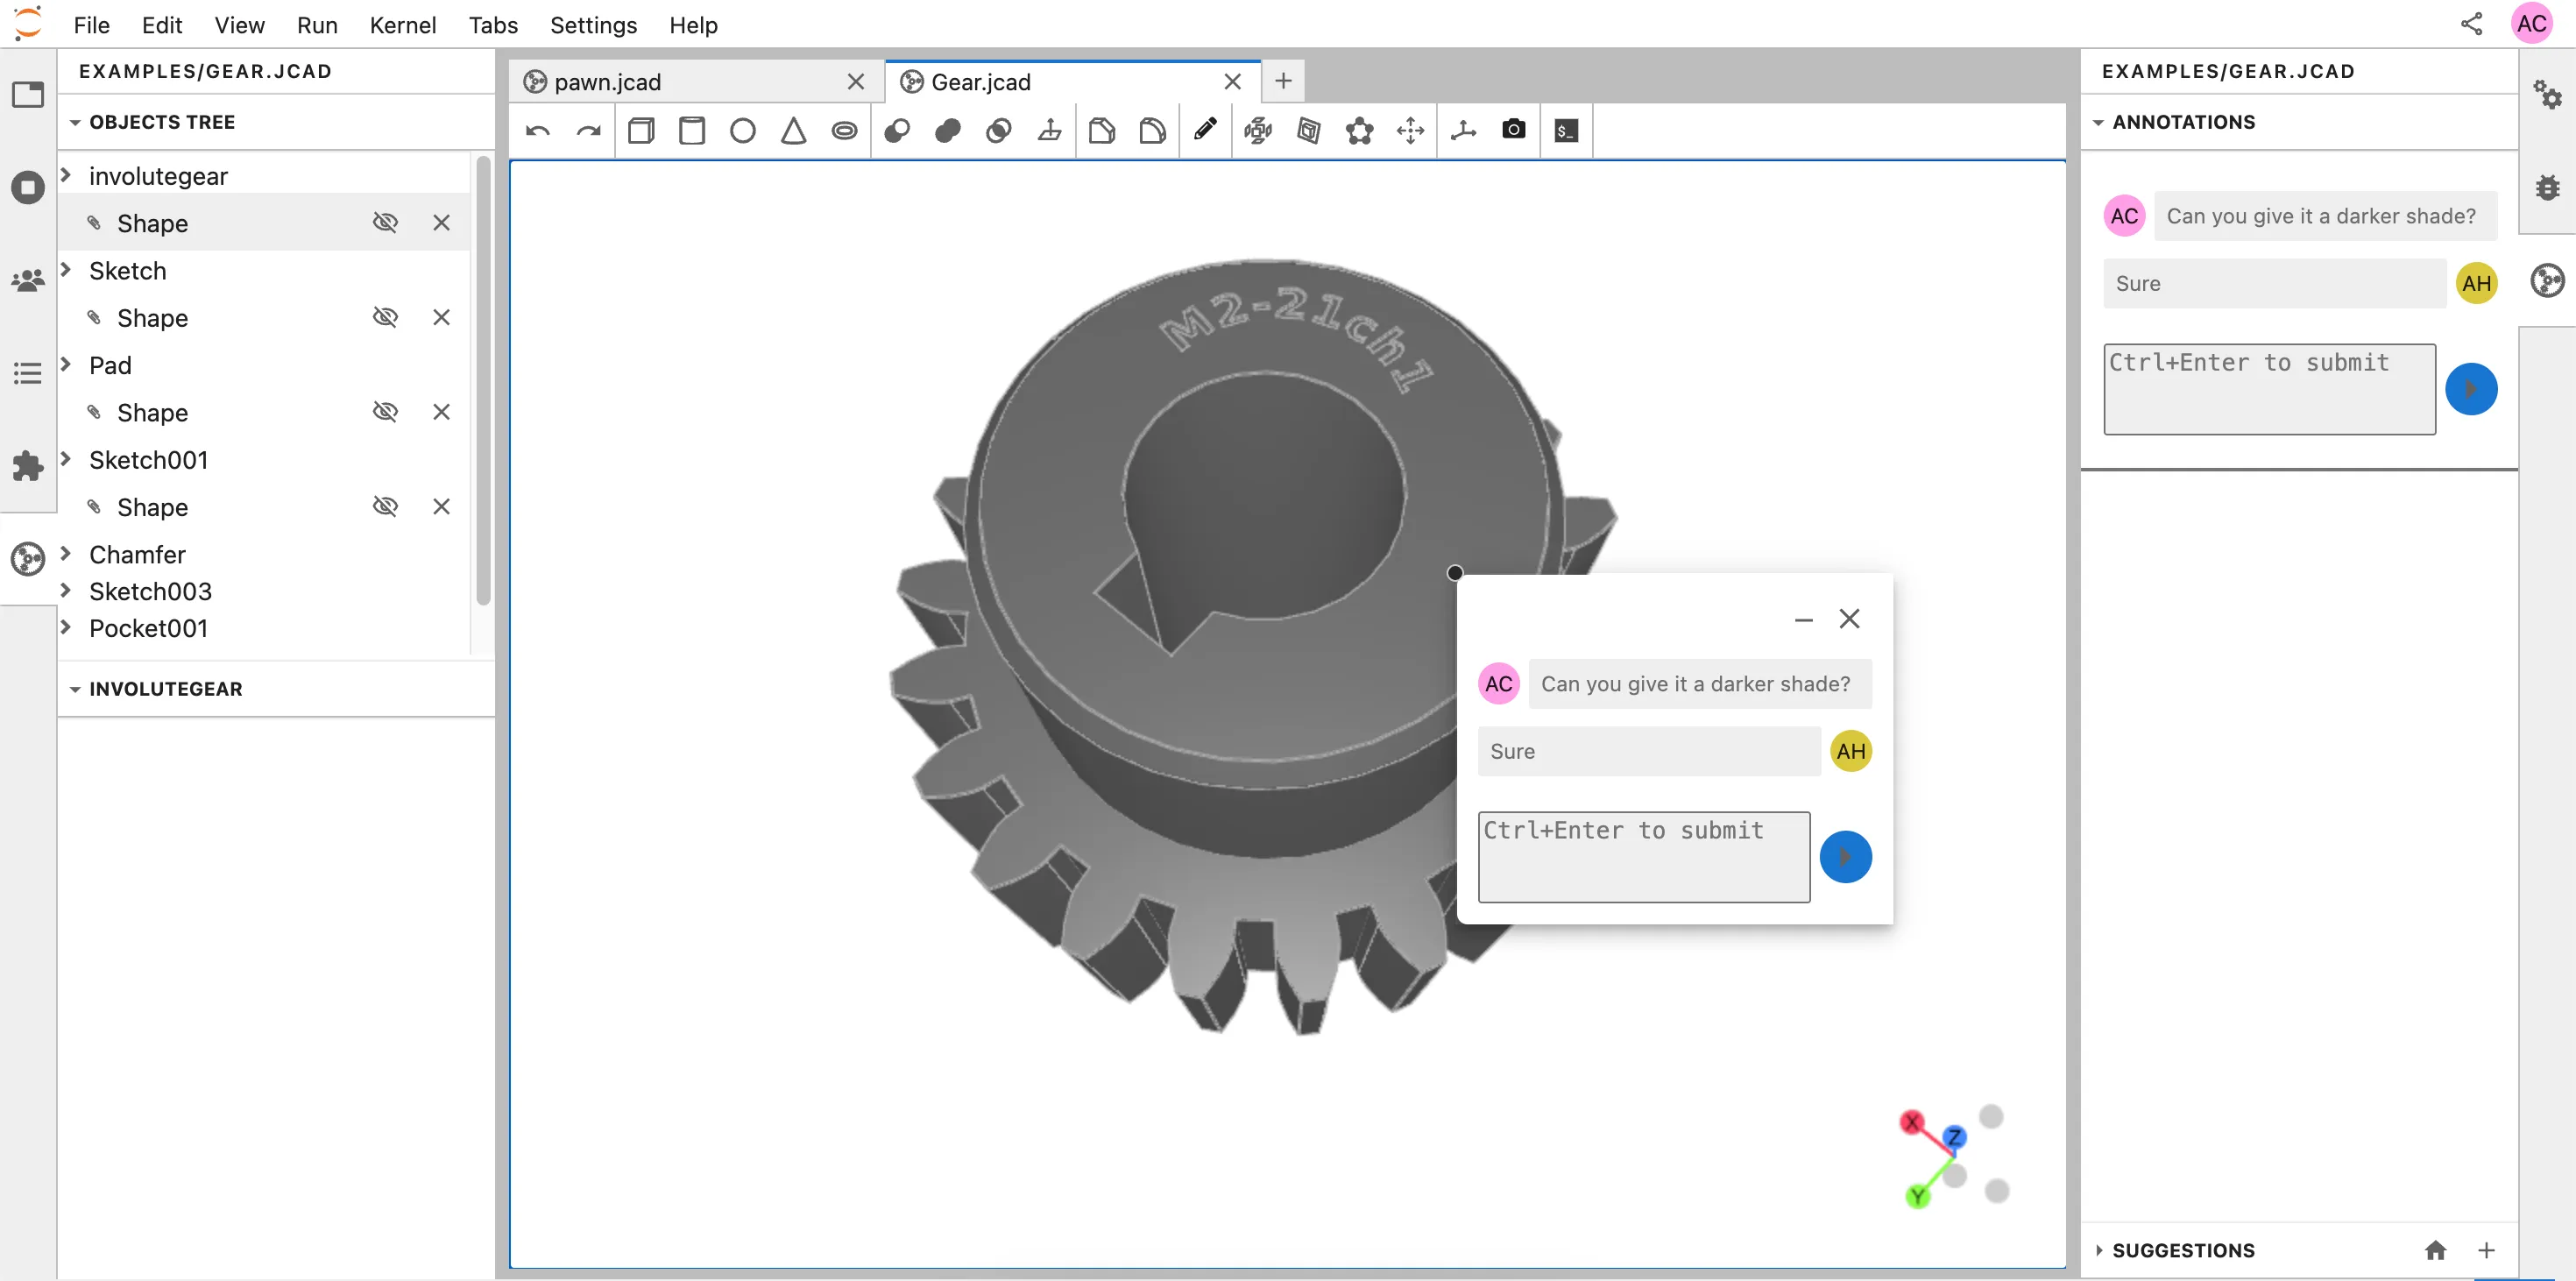 File Edit View Run Kernel Tabs Settings Help
AC
EXAMPLES/GEAR.JCAD
OBJECTS TREE
involutegear
Shape
Sketch
Shape
Pad
Shape
Sketch001
Shape
Chamfer
Sketch003
Pocket001
INVOLUTEGEAR
pawn.jcad
Gear.jcad
$_
M2-21ch1
AC Can you give it a darker shade?
Sure AH
Ctrl+Enter to submit
X
Z
Y
EXAMPLES/GEAR.JCAD
ANNOTATIONS
AC Can you give it a darker shade?
Sure AH
Ctrl+Enter to submit
SUGGESTIONS